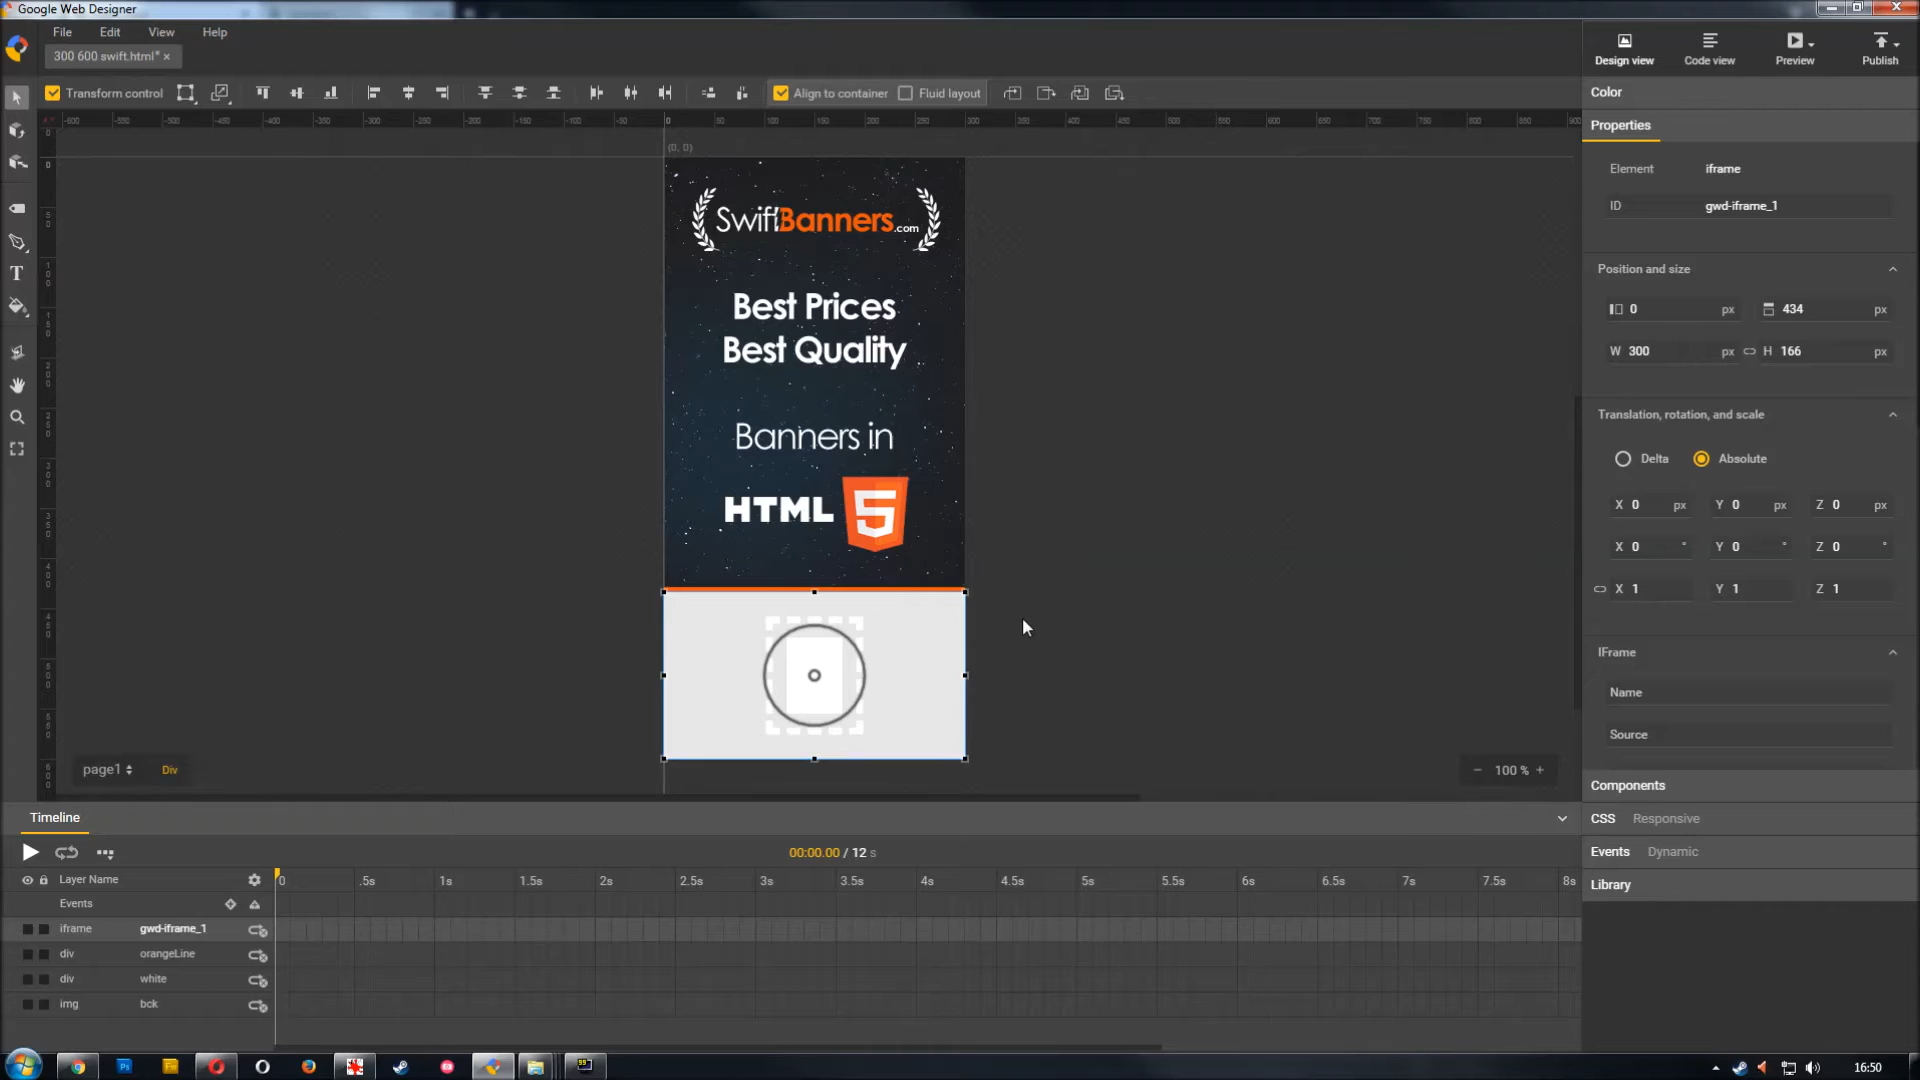 Google Web Designer
File Edit View Help
300 600 swift.html* ×
Design view Code view Preview Publish
Transform control Align to container Fluid layout
Color
Properties
Element iframe
ID gwd-iframe_1
Position and size
0 px 434 px
W 300 px H 166 px
Translation, rotation, and scale
Delta Absolute
X 0 px Y 0 px Z 0 px
X 0 ° Y 0 ° Z 0 °
X 1 Y 1 Z 1
IFrame
Name
Source
Components
CSS Responsive
Events Dynamic
Library
(0, 0)
SwiftBanners.com
Best Prices
Best Quality
Banners in
HTML 5
page1 Div
100 %
Timeline
00:00.00 / 12 s
Layer Name
0 .5s 1s 1.5s 2s 2.5s 3s 3.5s 4s 4.5s 5s 5.5s 6s 6.5s 7s 7.5s 8s
Events
iframe gwd-iframe_1
div orangeLine
div white
img bck
16:50